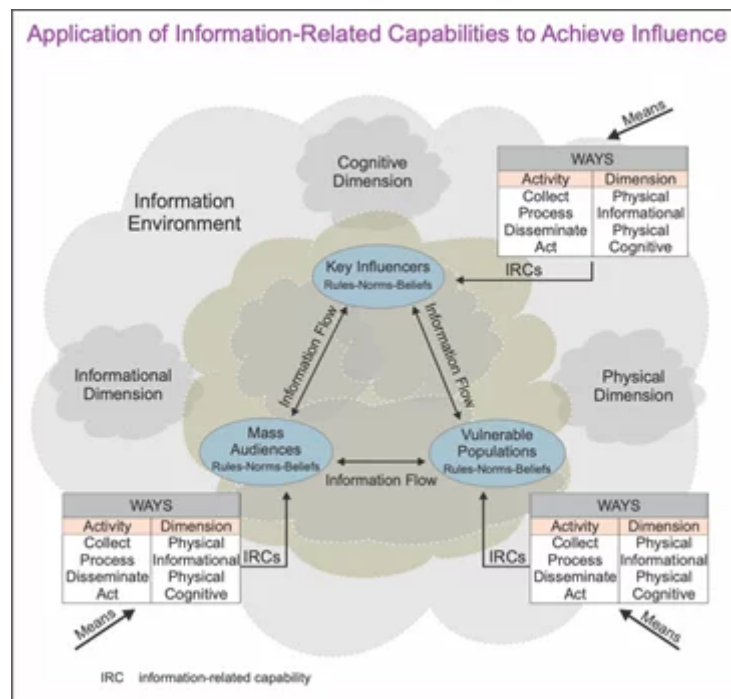 Application of Information-Related Capabilities to Achieve Influence
Means
WAYS
Activity Dimension
Collect Physical
Process Informational
Disseminate Physical
Act Cognitive
IRCs
Cognitive
Dimension
Information
Environment
Key Influencers
Rules-Norms-Beliefs
Information Flow
Information Flow
Informational
Dimension
Physical
Dimension
Mass
Audiences
Rules-Norms-Beliefs
Information Flow
Vulnerable
Populations
Rules-Norms-Beliefs
WAYS
Activity Dimension
Collect Physical
Process Informational
Disseminate Physical
Act Cognitive
IRCs
Means
WAYS
Activity Dimension
Collect Physical
Process Informational
Disseminate Physical
Act Cognitive
IRCs
Means
IRC information-related capability